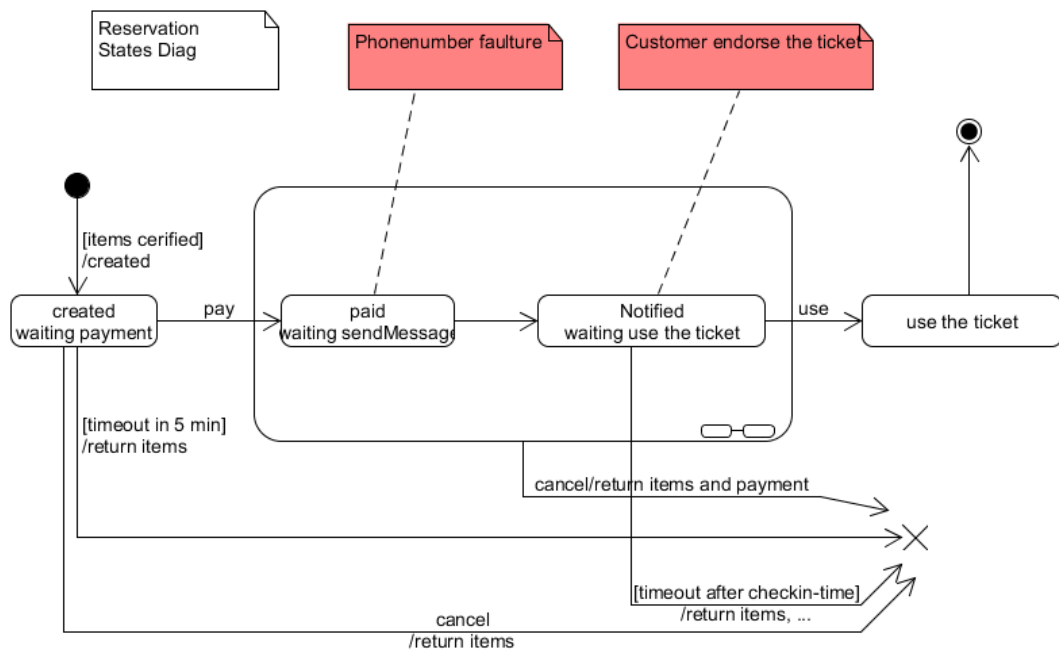 Reservation
States Diag
Phonenumber faulture
Customer endorse the ticket
[items cerified]
/created
created
waiting payment
pay
paid
waiting sendMessage
Notified
waiting use the ticket
use
use the ticket
[timeout in 5 min]
/return items
cancel/return items and payment
[timeout after checkin-time]
/return items, ...
cancel
/return items